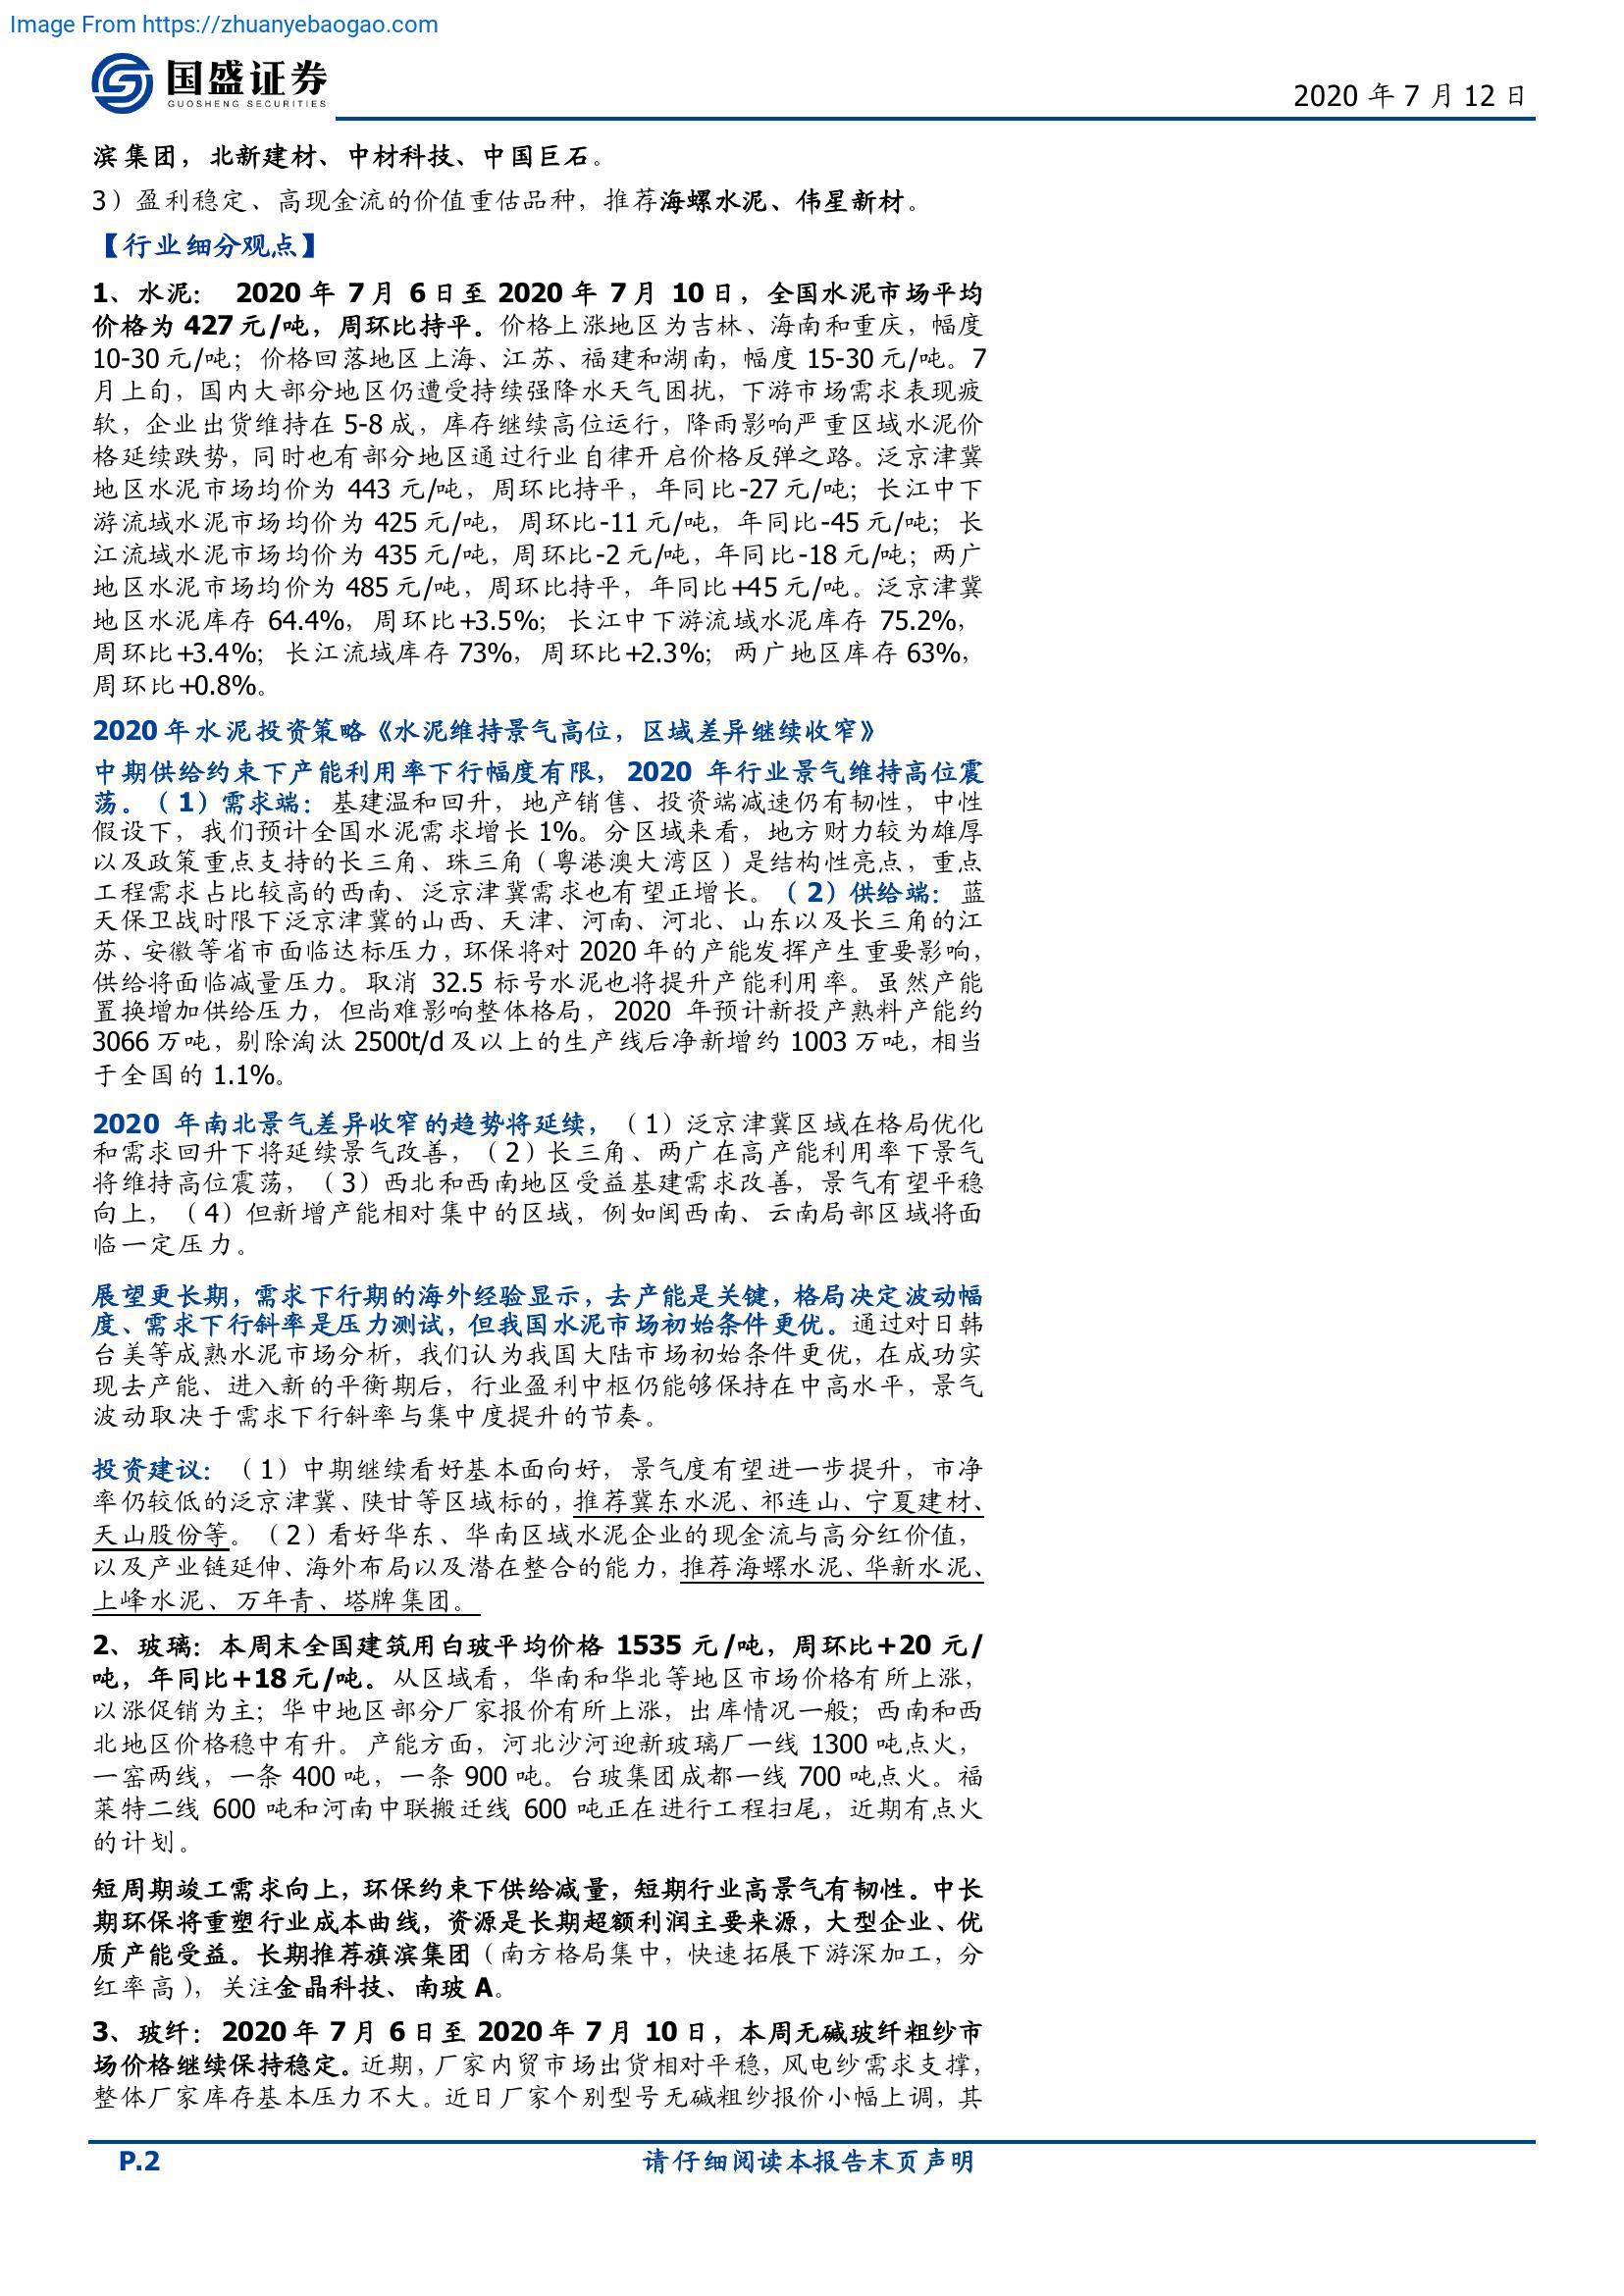 Image From https://zhuanyebaogao.com
国盛证券
GUOSHENG SECURITIES
2020 年 7 月 12 日
滨集团，北新建材、中材科技、中国巨石。
3）盈利稳定、高现金流的价值重估品种，推荐海螺水泥、伟星新材。
【行业细分观点】
1、水泥： 2020 年 7 月 6 日至 2020 年 7 月 10 日，全国水泥市场平均
价格为 427 元/吨，周环比持平。价格上涨地区为吉林、海南和重庆，幅度
10-30 元/吨；价格回落地区上海、江苏、福建和湖南，幅度 15-30 元/吨。7
月上旬，国内大部分地区仍遭受持续强降水天气困扰，下游市场需求表现疲
软，企业出货维持在 5-8 成，库存继续高位运行，降雨影响严重区域水泥价
格延续跌势，同时也有部分地区通过行业自律开启价格反弹之路。泛京津冀
地区水泥市场均价为 443 元/吨，周环比持平，年同比-27 元/吨；长江中下
游流域水泥市场均价为 425 元/吨，周环比-11 元/吨，年同比-45 元/吨；长
江流域水泥市场均价为 435 元/吨，周环比-2 元/吨，年同比-18 元/吨；两广
地区水泥市场均价为 485 元/吨，周环比持平，年同比+45 元/吨。泛京津冀
地区水泥库存 64.4%，周环比+3.5%；长江中下游流域水泥库存 75.2%，
周环比+3.4%；长江流域库存 73%，周环比+2.3%；两广地区库存 63%，
周环比+0.8%。
2020 年水泥投资策略《水泥维持景气高位，区域差异继续收窄》
中期供给约束下产能利用率下行幅度有限，2020 年行业景气维持高位震
荡。（1）需求端：基建温和回升，地产销售、投资端减速仍有韧性，中性
假设下，我们预计全国水泥需求增长 1%。分区域来看，地方财力较为雄厚
以及政策重点支持的长三角、珠三角（粤港澳大湾区）是结构性亮点，重点
工程需求占比较高的西南、泛京津冀需求也有望正增长。（2）供给端：蓝
天保卫战时限下泛京津冀的山西、天津、河南、河北、山东以及长三角的江
苏、安徽等省市面临达标压力，环保将对 2020 年的产能发挥产生重要影响，
供给将面临减量压力。取消 32.5 标号水泥也将提升产能利用率。虽然产能
置换增加供给压力，但尚难影响整体格局，2020 年预计新投产熟料产能约
3066 万吨，剔除淘汰 2500t/d 及以上的生产线后净新增约 1003 万吨，相当
于全国的 1.1%。
2020 年南北景气差异收窄的趋势将延续，（1）泛京津冀区域在格局优化
和需求回升下将延续景气改善，（2）长三角、两广在高产能利用率下景气
将维持高位震荡，（3）西北和西南地区受益基建需求改善，景气有望平稳
向上，（4）但新增产能相对集中的区域，例如闽西南、云南局部区域将面
临一定压力。
展望更长期，需求下行期的海外经验显示，去产能是关键，格局决定波动幅
度、需求下行斜率是压力测试，但我国水泥市场初始条件更优。通过对日韩
台美等成熟水泥市场分析，我们认为我国大陆市场初始条件更优，在成功实
现去产能、进入新的平衡期后，行业盈利中枢仍能够保持在中高水平，景气
波动取决于需求下行斜率与集中度提升的节奏。
投资建议：（1）中期继续看好基本面向好，景气度有望进一步提升，市净
率仍较低的泛京津冀、陕甘等区域标的，推荐冀东水泥、祁连山、宁夏建材、
天山股份等。（2）看好华东、华南区域水泥企业的现金流与高分红价值，
以及产业链延伸、海外布局以及潜在整合的能力，推荐海螺水泥、华新水泥、
上峰水泥、万年青、塔牌集团。
2、玻璃：本周末全国建筑用白玻平均价格 1535 元/吨，周环比+20 元/
吨，年同比+18 元/吨。从区域看，华南和华北等地区市场价格有所上涨，
以涨促销为主；华中地区部分厂家报价有所上涨，出库情况一般；西南和西
北地区价格稳中有升。产能方面，河北沙河迎新玻璃厂一线 1300 吨点火，
一窑两线，一条 400 吨，一条 900 吨。台玻集团成都一线 700 吨点火。福
莱特二线 600 吨和河南中联搬迁线 600 吨正在进行工程扫尾，近期有点火
的计划。
短周期竣工需求向上，环保约束下供给减量，短期行业高景气有韧性。中长
期环保将重塑行业成本曲线，资源是长期超额利润主要来源，大型企业、优
质产能受益。长期推荐旗滨集团（南方格局集中，快速拓展下游深加工，分
红率高），关注金晶科技、南玻 A。
3、玻纤：2020 年 7 月 6 日至 2020 年 7 月 10 日，本周无碱玻纤粗纱市
场价格继续保持稳定。近期，厂家内贸市场出货相对平稳，风电纱需求支撑，
整体厂家库存基本压力不大。近日厂家个别型号无碱粗纱报价小幅上调，其
P.2
请仔细阅读本报告末页声明